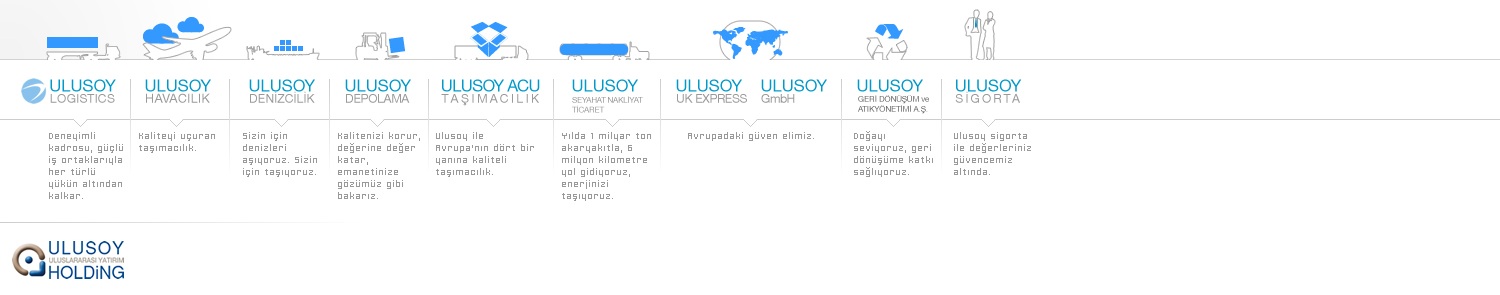 ULUSOY
LOGISTICS
Deneyimli
kadrosu, güçlü
iş ortaklarıyla
her türlü
yükün altından
kalkar.
ULUSOY
HAVACILIK
Kaliteyi uçuran
taşımacılık.
ULUSOY
DENİZCİLİK
Sizin için
denizleri
aşıyoruz. Sizin
için taşıyoruz.
ULUSOY
DEPOLAMA
Kalitenizi korur,
değerine değer
katar,
emanetinize
gözümüz gibi
bakarız.
ULUSOY ACU
TAŞIMACILIK
Ulusoy ile
Avrupa'nın dört bir
yanına kaliteli
taşımacılık.
ULUSOY
SEYAHAT NAKLİYAT
TİCARET
Yılda 1 milyar ton
akaryakıtla, 6
milyon kilometre
yol gidiyoruz,
enerjinizi
taşıyoruz.
ULUSOY
UK EXPRESS
ULUSOY
GmbH
Avrupadaki güven elimiz.
ULUSOY
GERİ DÖNÜŞÜM ve
ATIKYÖNETİMİ A.Ş.
Doğayı
seviyoruz, geri
dönüşüme katkı
sağlıyoruz.
ULUSOY
SİGORTA
Ulusoy sigorta
ile değerleriniz
güvencemiz
altında.
ULUSOY
ULUSLARARASI YATIRIM
HOLDiNG